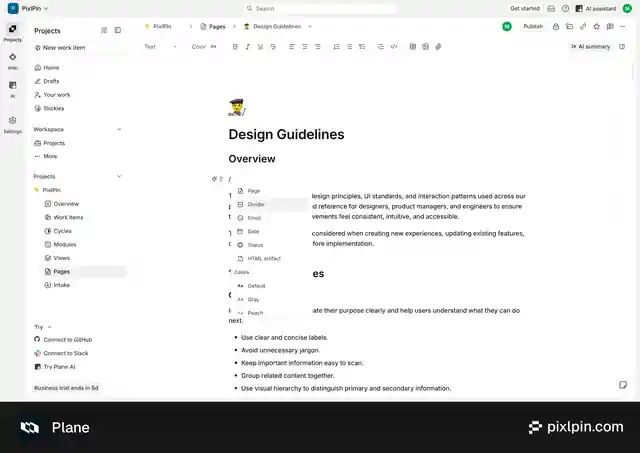 PixlPin
Search
Get started
AI assistant
M
Projects
Wiki
AI
Settings
Projects
New work item
Home
Drafts
Your work
Stickies
Workspace
Projects
More
Projects
PixlPin
Overview
Work items
Cycles
Modules
Views
Pages
Intake
Try
Connect to GitHub
Connect to Slack
Try Plane AI
Business trial ends in 6d
PixlPin > Pages > Design Guidelines
M
Publish
Text
Color
AI summary
Design Guidelines
Overview
/
Page
Divider
Email
Date
Status
HTML artifact
Colors
Default
Gray
Peach
design principles, UI standards, and interaction patterns used across our
d reference for designers, product managers, and engineers to ensure
vements feel consistent, intuitive, and accessible.
considered when creating new experiences, updating existing features,
fore implementation.
es
ate their purpose clearly and help users understand what they can do
next.
• Use clear and concise labels.
• Avoid unnecessary jargon.
• Keep important information easy to scan.
• Group related content together.
• Use visual hierarchy to distinguish primary and secondary information.
Plane
pixlpin.com